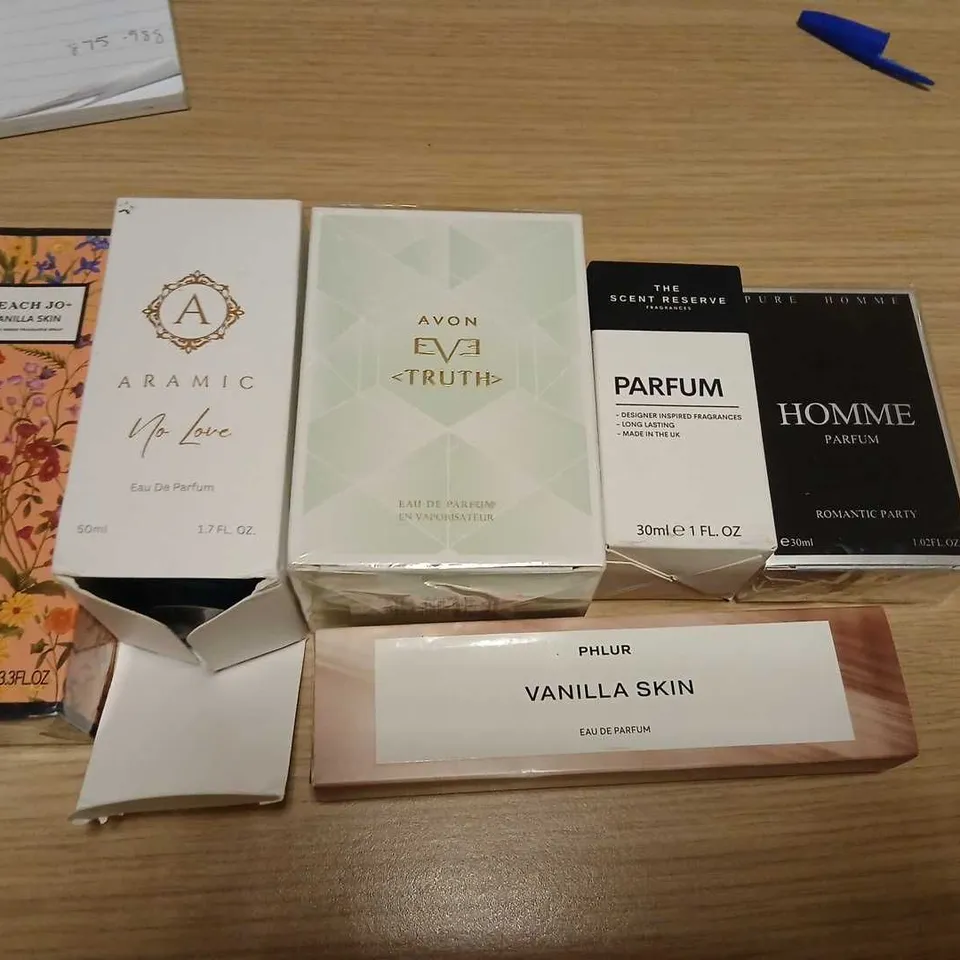 EACH JO+
ANILLA SKIN
3.3FL.OZ
A
ARAMIC
No Love
Eau De Parfum
50ml 1.7 FL. OZ.
AVON
EVE
<TRUTH>
EAU DE PARFUM
EN VAPORISATEUR
THE
SCENT RESERVE
FRAGRANCES
PARFUM
- DESIGNER INSPIRED FRAGRANCES
- LONG LASTING
- MADE IN THE UK
30ml e 1 FL. OZ
PURE HOMME
HOMME
PARFUM
ROMANTIC PARTY
e30ml 1.02FL.OZ
PHLUR
VANILLA SKIN
EAU DE PARFUM